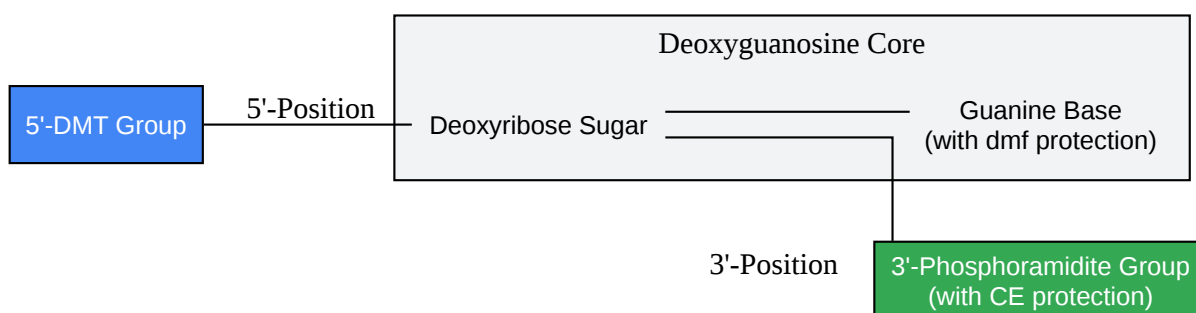 Deoxyguanosine Core
5'-DMT Group
5'-Position
Deoxyribose Sugar
Guanine Base
(with dmf protection)
3'-Position
3'-Phosphoramidite Group
(with CE protection)